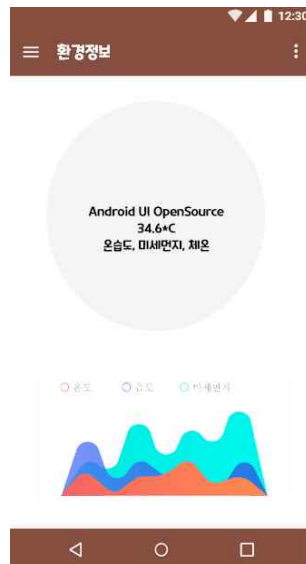 12:30
환경정보
Android UI OpenSource
34.6*C
온습도, 미세먼지, 체온
온도 습도 미세먼지